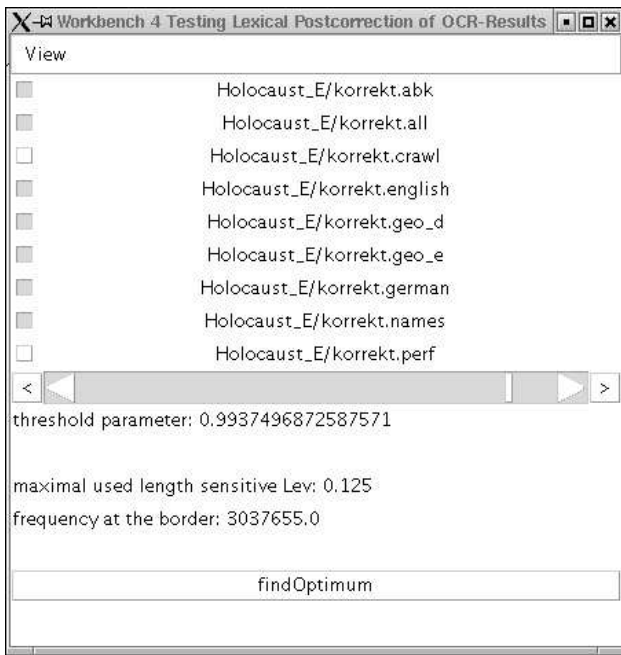 Workbench 4 Testing Lexical Postcorrection of OCR-Results
View
Holocaust_E/korrekt.abk
Holocaust_E/korrekt.all
Holocaust_E/korrekt.crawl
Holocaust_E/korrekt.english
Holocaust_E/korrekt.geo_d
Holocaust_E/korrekt.geo_e
Holocaust_E/korrekt.german
Holocaust_E/korrekt.names
Holocaust_E/korrekt.perf
< >
threshold parameter: 0.9937496872587571
maximal used length sensitive Lev: 0.125
frequency at the border: 3037655.0
findOptimum